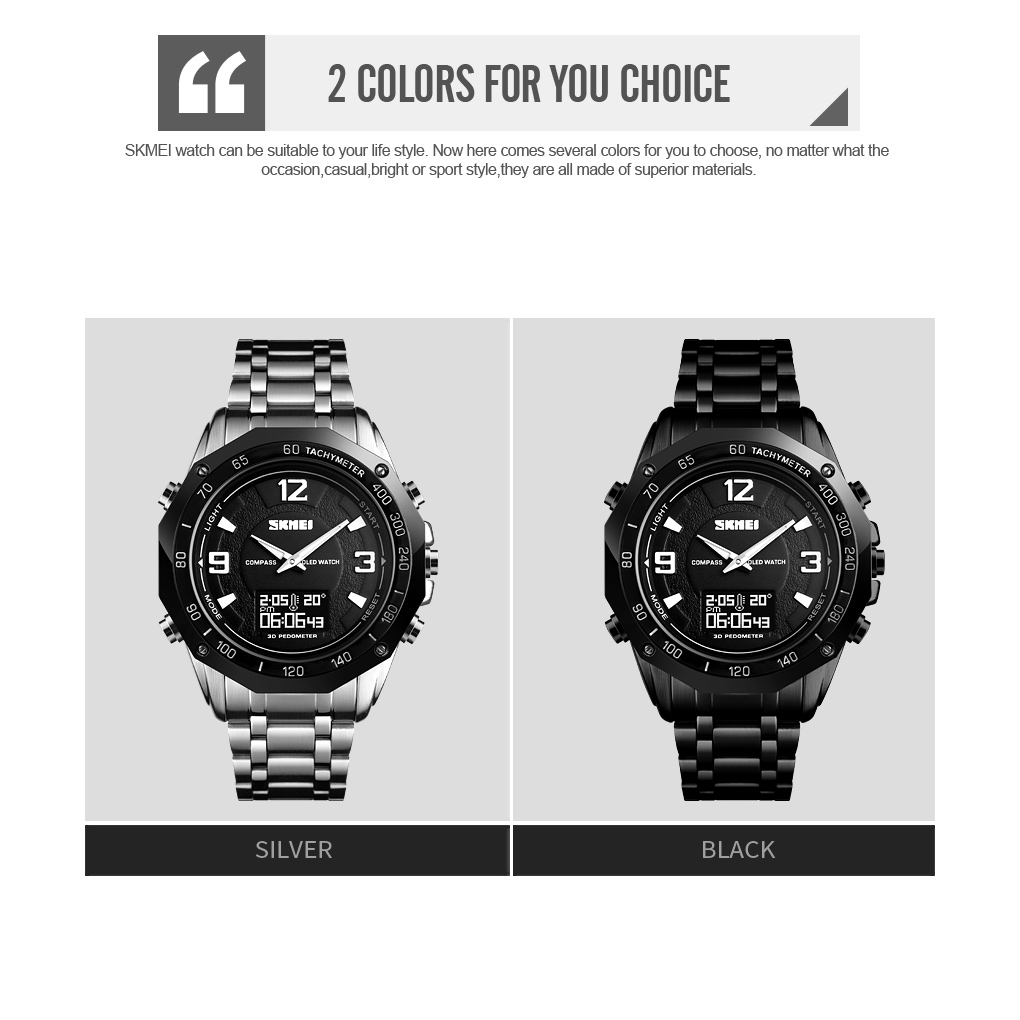 2 COLORS FOR YOU CHOICE
SKMEI watch can be suitable to your life style. Now here comes several colors for you to choose, no matter what the
occasion,casual,bright or sport style,they are all made of superior materials.
60 TACHYMETER
65
400
70
12
300
LIGHT
START
SKMEI
240
80
9
COMPASS
OLED WATCH
3
MODE
2:05
20°
RESET
180
90
PM
06:06 43
3D PEDOMETER
100
140
120
60 TACHYMETER
65
400
70
12
300
LIGHT
START
SKMEI
240
80
9
COMPASS
OLED WATCH
3
MODE
2:05
20°
RESET
180
90
PM
06:06 43
3D PEDOMETER
100
140
120
SILVER
BLACK